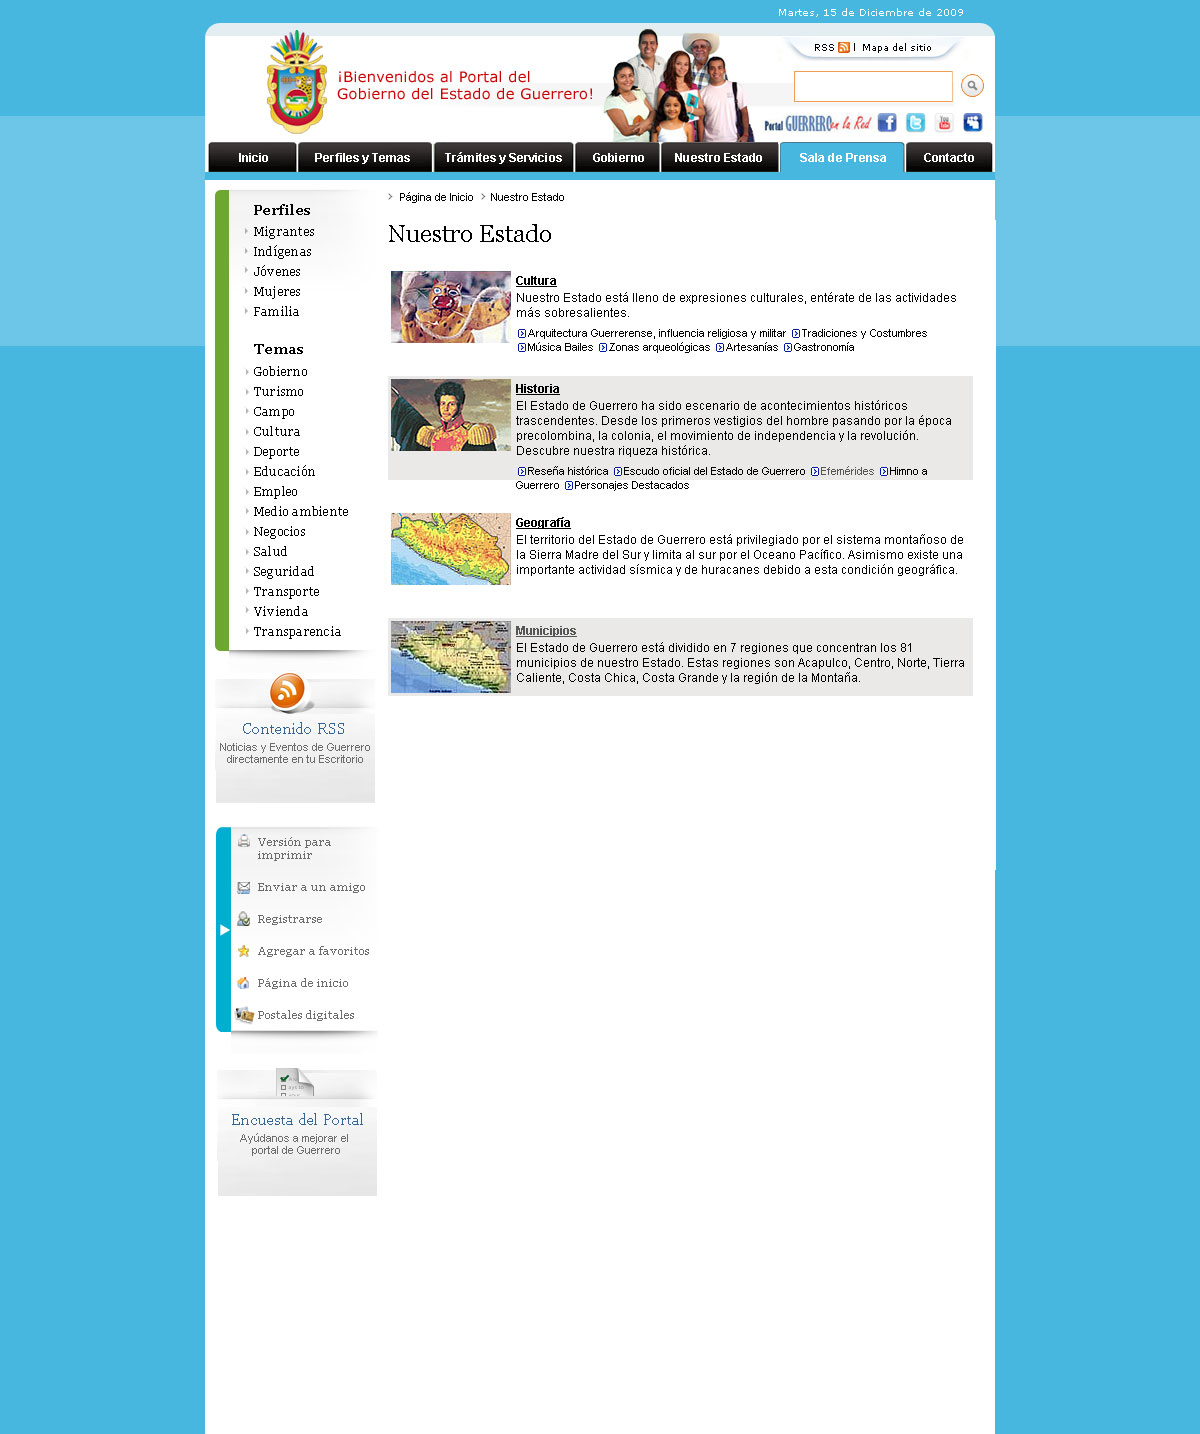 Martes, 15 de Diciembre de 2009
RSS | Mapa del sitio
¡Bienvenidos al Portal del
Gobierno del Estado de Guerrero!
Portal GUERRERO en la Red
Inicio Perfiles y Temas Trámites y Servicios Gobierno Nuestro Estado Sala de Prensa Contacto
Página de Inicio Nuestro Estado
Nuestro Estado
Perfiles
Migrantes
Indígenas
Jóvenes
Mujeres
Familia
Temas
Gobierno
Turismo
Campo
Cultura
Deporte
Educación
Empleo
Medio ambiente
Negocios
Salud
Seguridad
Transporte
Vivienda
Transparencia
Contenido RSS
Noticias y Eventos de Guerrero
directamente en tu Escritorio
Versión para
imprimir
Enviar a un amigo
Registrarse
Agregar a favoritos
Página de inicio
Postales digitales
Encuesta del Portal
Ayúdanos a mejorar el
portal de Guerrero
Cultura
Nuestro Estado está lleno de expresiones culturales, entérate de las actividades
más sobresalientes.
Arquitectura Guerrerense, influencia religiosa y militar Tradiciones y Costumbres
Música Bailes Zonas arqueológicas Artesanías Gastronomía
Historia
El Estado de Guerrero ha sido escenario de acontecimientos históricos
trascendentes. Desde los primeros vestigios del hombre pasando por la época
precolombina, la colonia, el movimiento de independencia y la revolución.
Descubre nuestra riqueza histórica.
Reseña histórica Escudo oficial del Estado de Guerrero Efemérides Himno a
Guerrero Personajes Destacados
Geografía
El territorio del Estado de Guerrero está privilegiado por el sistema montañoso de
la Sierra Madre del Sur y limita al sur por el Oceano Pacífico. Asimismo existe una
importante actividad sísmica y de huracanes debido a esta condición geográfica.
Municipios
El Estado de Guerrero está dividido en 7 regiones que concentran los 81
municipios de nuestro Estado. Estas regiones son Acapulco, Centro, Norte, Tierra
Caliente, Costa Chica, Costa Grande y la región de la Montaña.